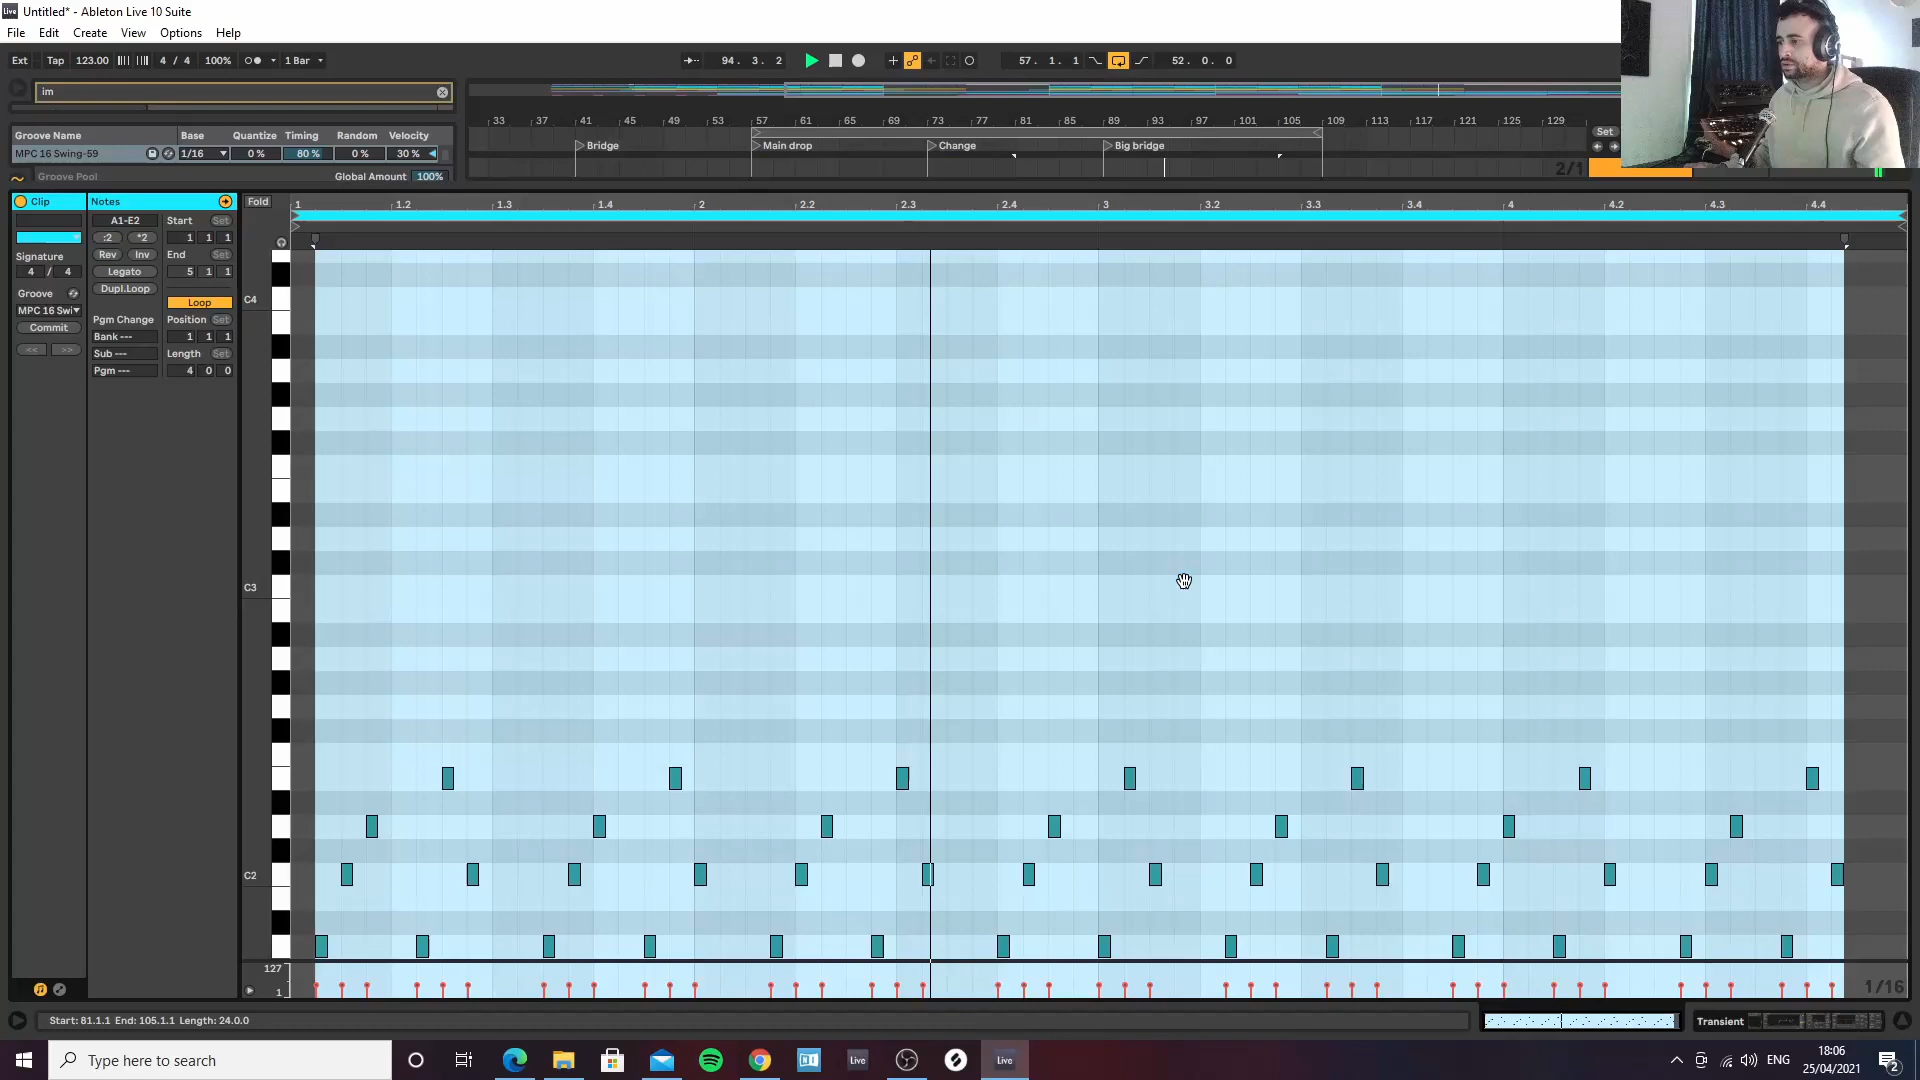 Untitled* - Ableton Live 10 Suite
File Edit Create View Options Help
Ext Tap 123.00 4 / 4 100% 1 Bar 94. 3. 2 57. 1. 1 52. 0. 0
im
33 37 41 45 49 53 57 61 65 69 73 77 81 85 89 93 97 101 105 109 113 117 121 125 129 Set
Groove Name Base Quantize Timing Random Velocity
Bridge Main drop Change Big bridge
MPC 16 Swing-59 1/16 0 % 80 % 0 % 30 %
2/1
Groove Pool Global Amount 100%
Clip Notes Fold
1 1.2 1.3 1.4 2 2.2 2.3 2.4 3 3.2 3.3 3.4 4 4.2 4.3 4.4
A1-E2 Start Set
:2 *2 1 1 1
Signature Rev Inv End Set
4 / 4 Legato 5 1 1
Groove Dupl.Loop
MPC 16 Swi Loop
Commit Pgm Change Position Set
<< >> Bank --- 1 1 1
Sub --- Length Set
Pgm --- 4 0 0
C4
C3
C2
127
1
1/16
Start: 81.1.1 End: 105.1.1 Length: 24.0.0
Transient
Type here to search
Live
Live
ENG
18:06
25/04/2021
2